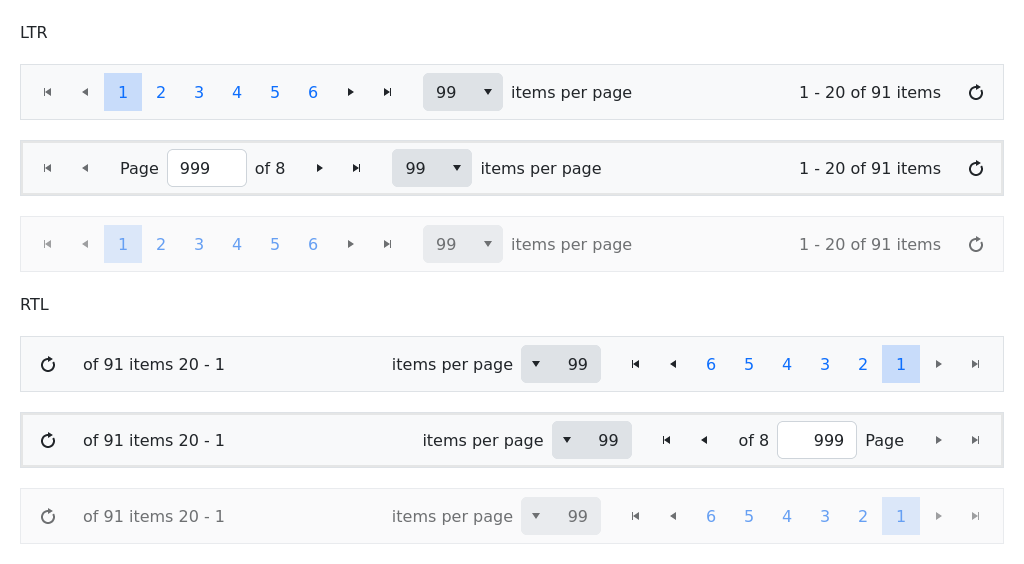 LTR
1 2 3 4 5 6 99 items per page 1 - 20 of 91 items
Page 999 of 8 99 items per page 1 - 20 of 91 items
1 2 3 4 5 6 99 items per page 1 - 20 of 91 items
RTL
of 91 items 20 - 1 items per page 99 6 5 4 3 2 1
of 91 items 20 - 1 items per page 99 of 8 999 Page
of 91 items 20 - 1 items per page 99 6 5 4 3 2 1